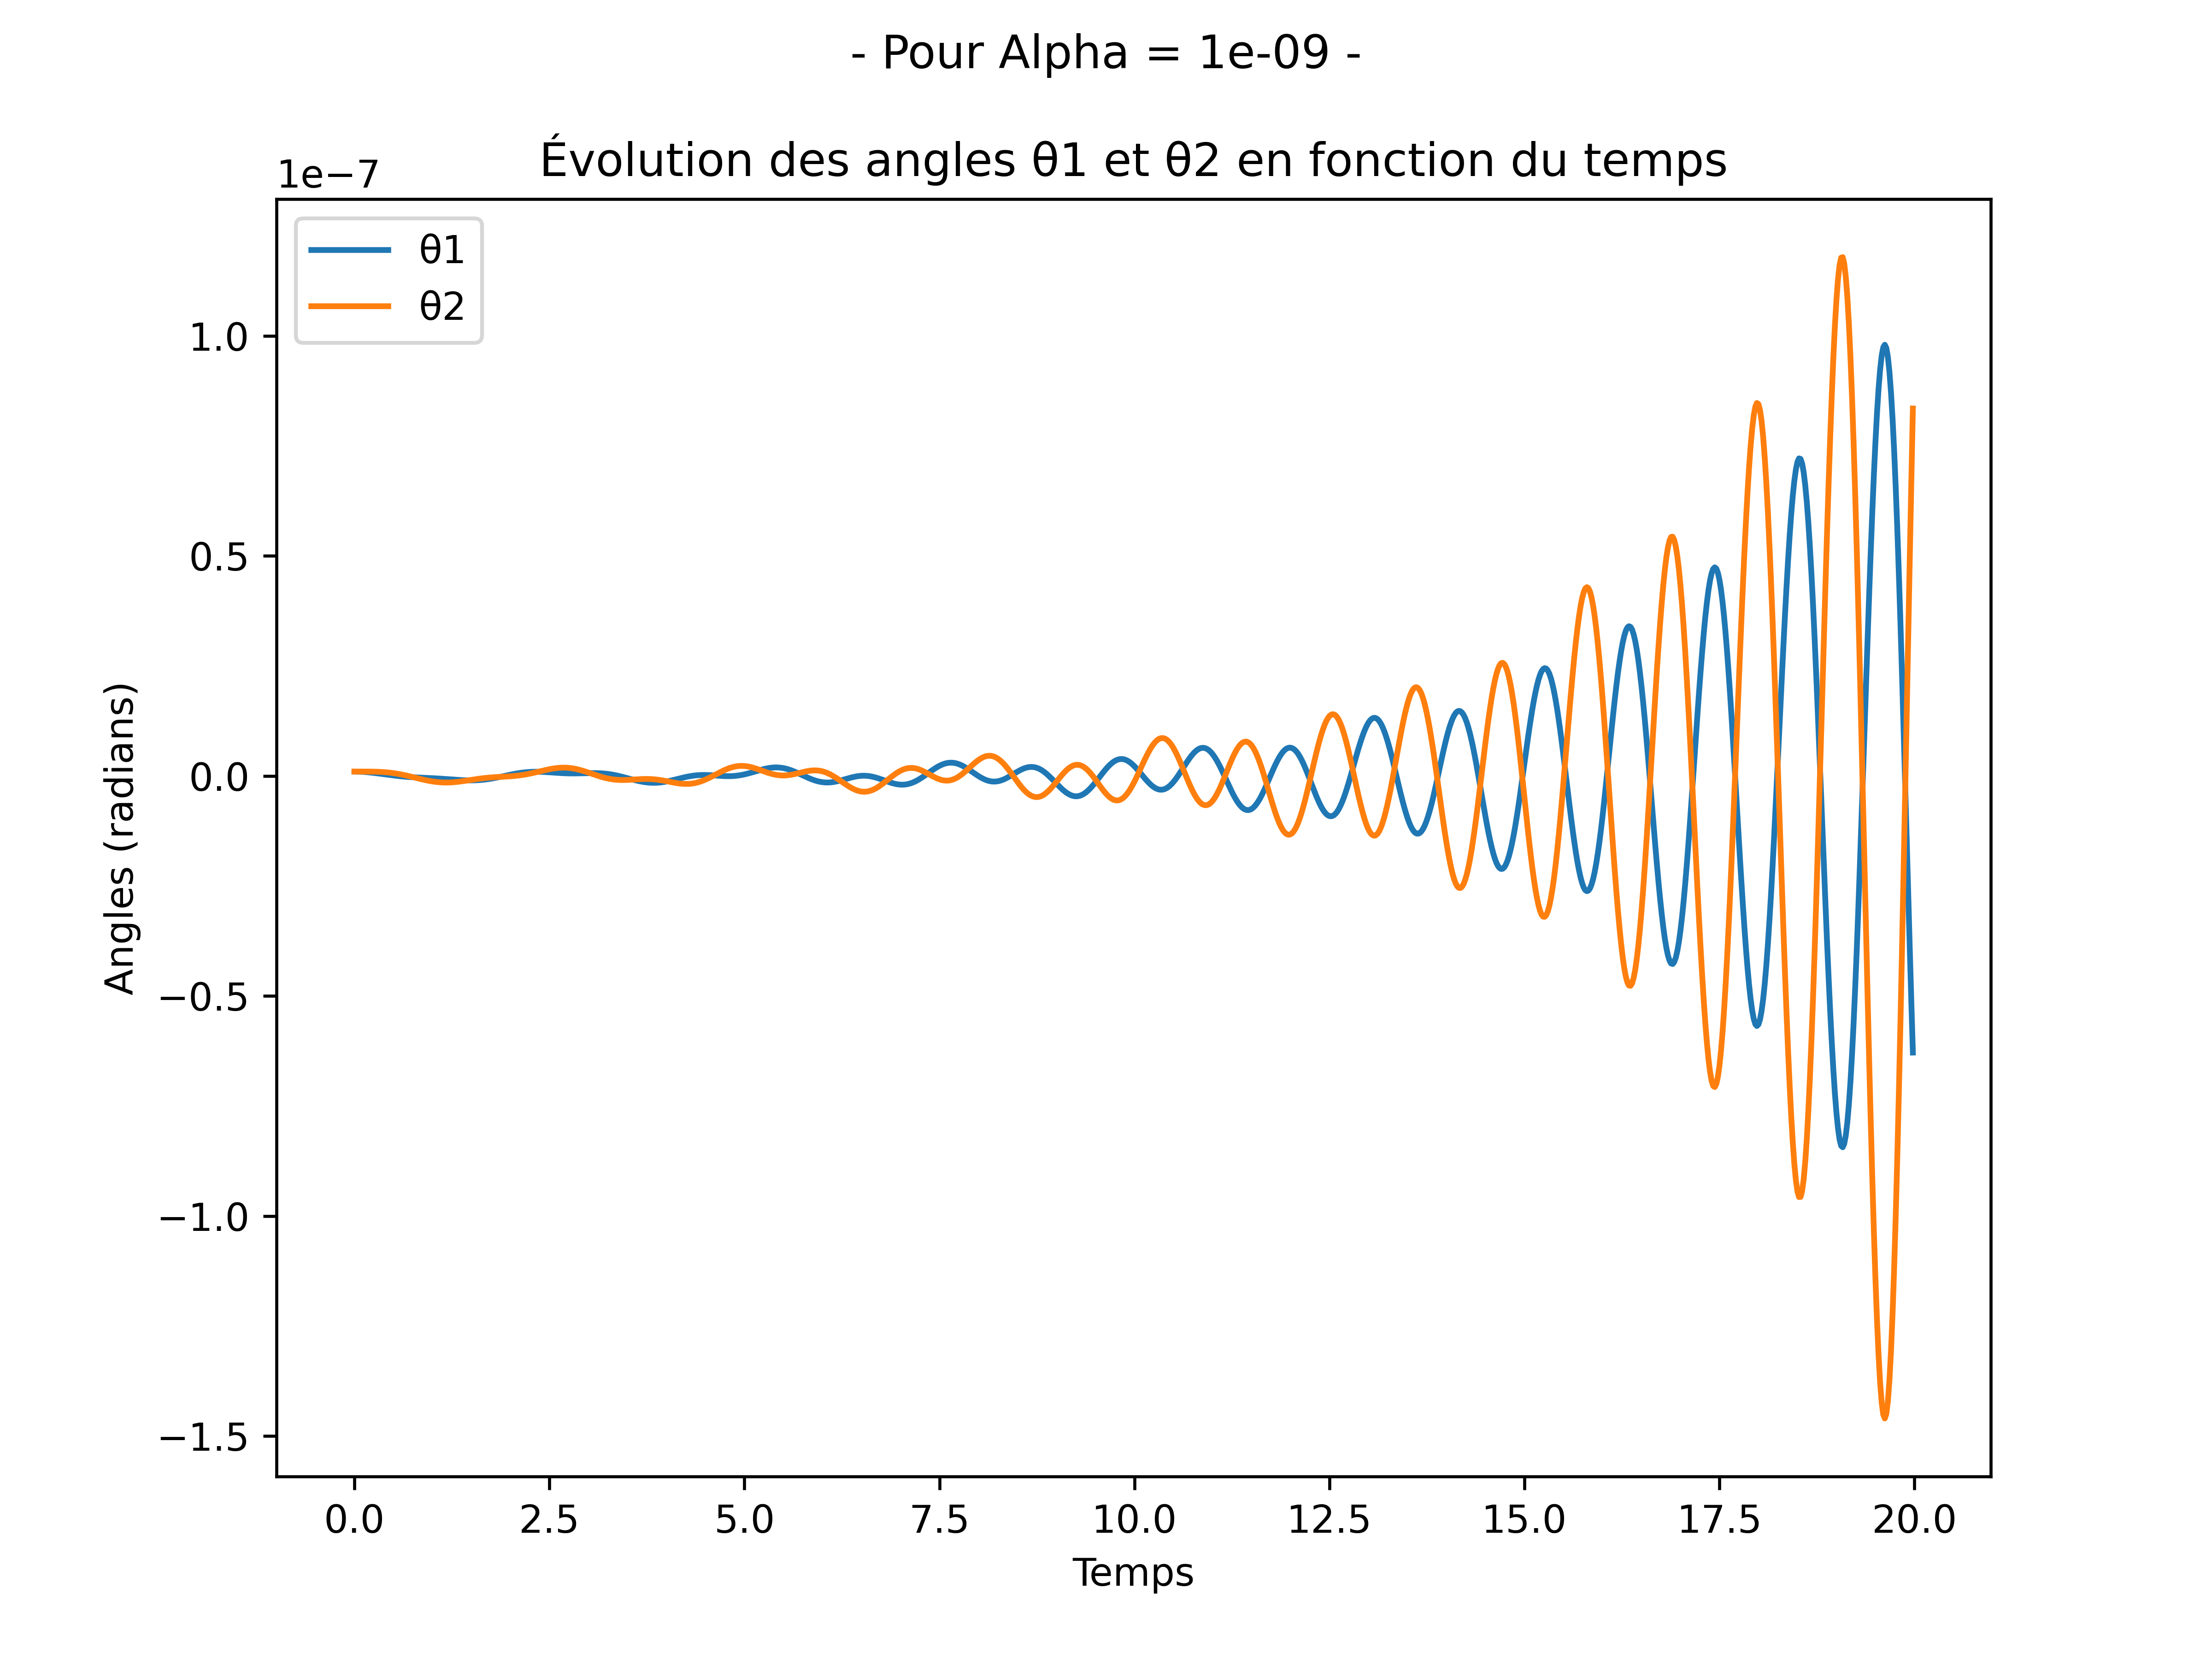 - Pour Alpha = 1e-09 -
Évolution des angles θ1 et θ2 en fonction du temps
1e−7
θ1
θ2
1.0
0.5
0.0
−0.5
−1.0
−1.5
Angles (radians)
0.0 2.5 5.0 7.5 10.0 12.5 15.0 17.5 20.0
Temps